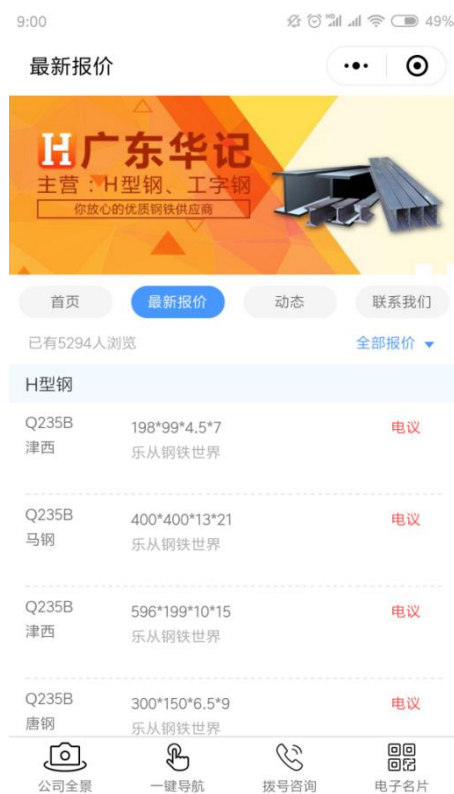 9:00
HD
49%
最新报价
H广东华记
主营：H型钢、工字钢
你放心的优质钢铁供应商
首页 最新报价 动态 联系我们
已有5294人浏览 全部报价
H型钢
Q235B 198*99*4.5*7 电议
津西 乐从钢铁世界
Q235B 400*400*13*21 电议
马钢 乐从钢铁世界
Q235B 596*199*10*15 电议
津西 乐从钢铁世界
Q235B 300*150*6.5*9 电议
唐钢 乐从钢铁世界
公司全景 一键导航 拨号咨询 电子名片